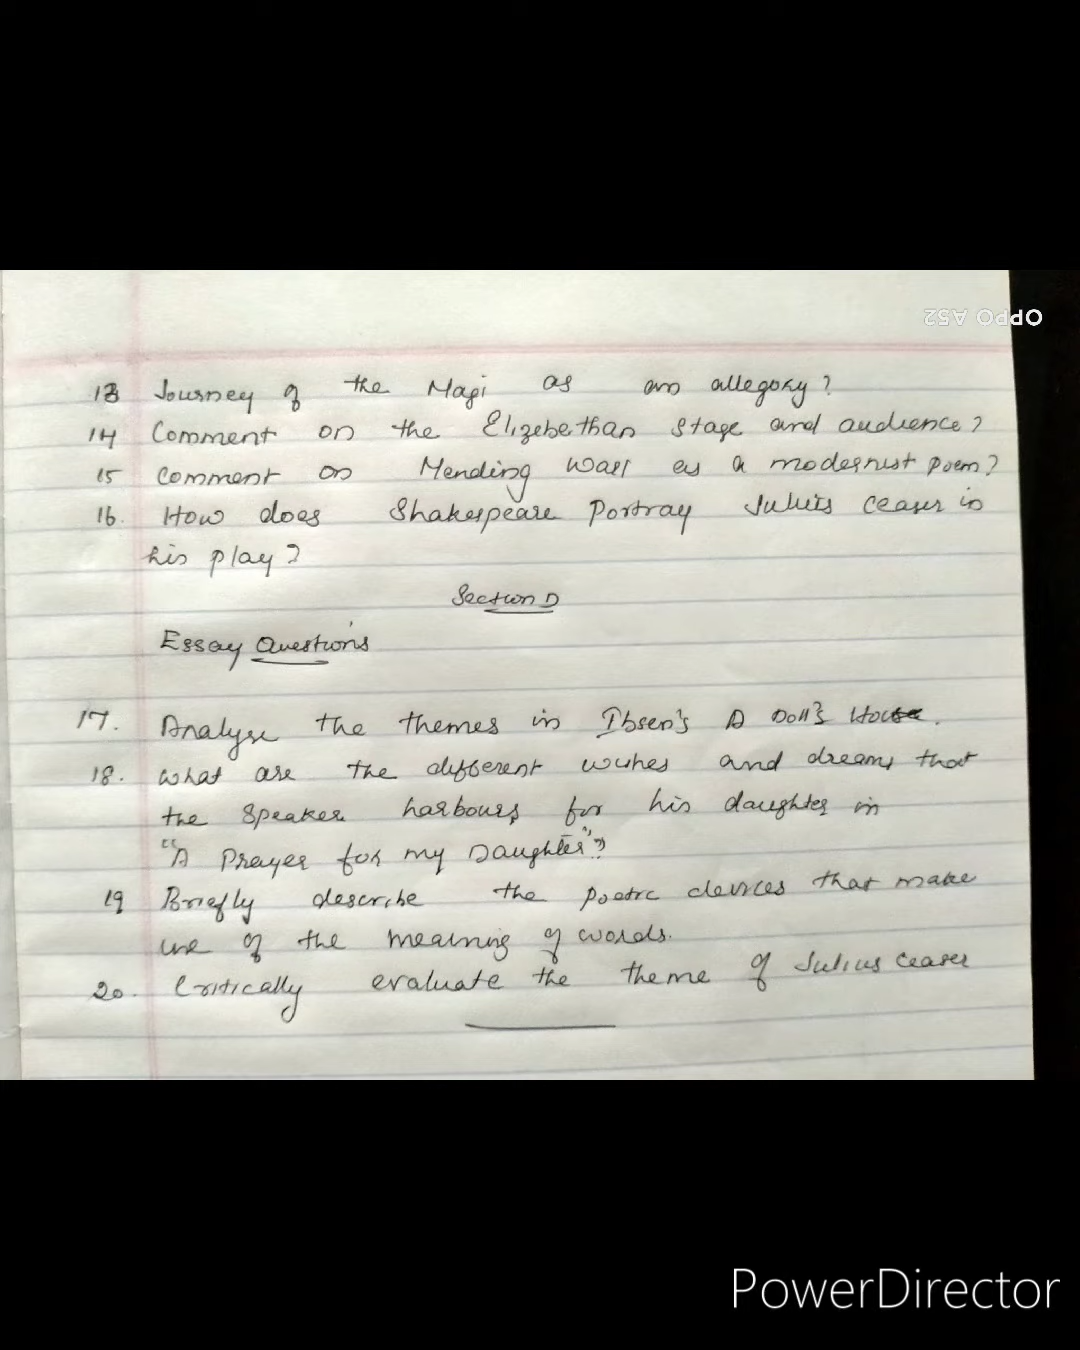 OPPO A52
13 Journey of the Magi as an allegory?
14 Comment on the Elizebethan Stage and audience?
15 Comment on Mending Wall as a modernist poem?
16. How does Shakespeare Portray Julius Ceaser in
his play?
Section D
Essay Questions
17. Analyse the themes in Ibsen's A Doll's House.
18. What are the different wishes and dreams that
the Speaker harbours for his daughter in
"A Prayer for my Daughter"?
19 Briefly describe the poetic devices that make
use of the meaning of words.
20. Critically evaluate the theme of Julius Ceaser
PowerDirector